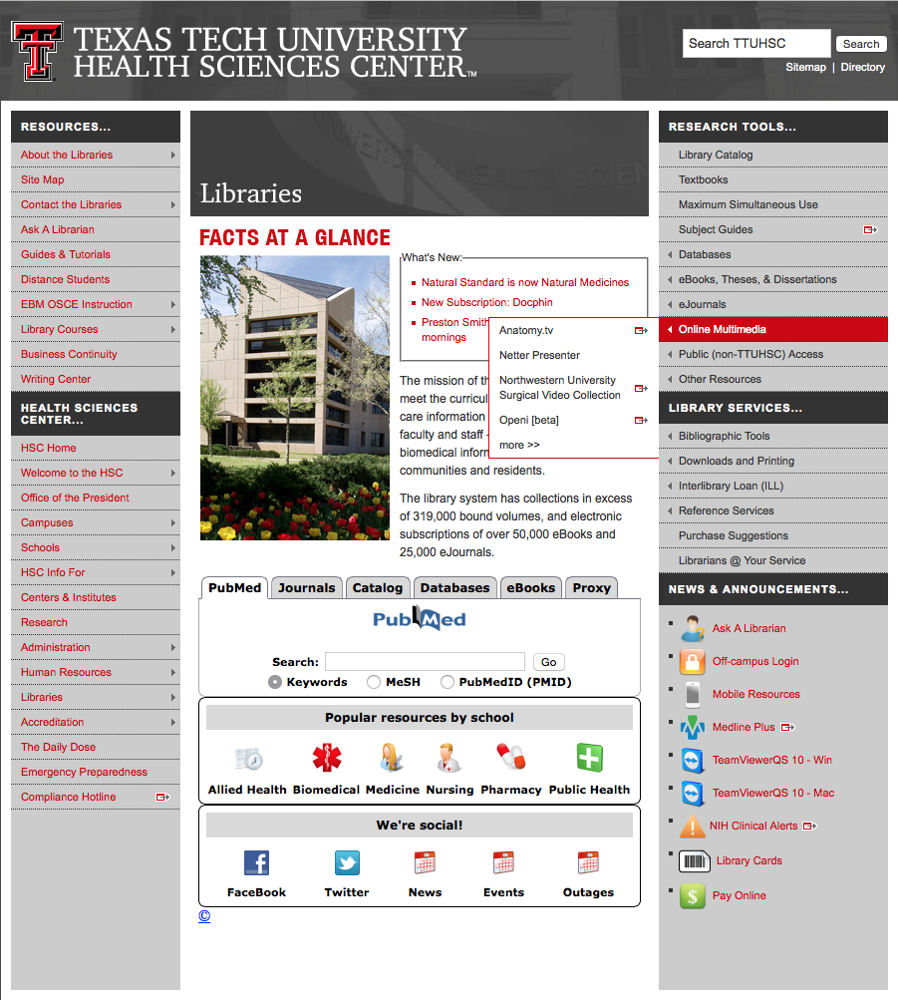 TEXAS TECH UNIVERSITY
HEALTH SCIENCES CENTER™
Search TTUHSC
Search
Sitemap | Directory
RESOURCES...
About the Libraries
Site Map
Contact the Libraries
Ask A Librarian
Guides & Tutorials
Distance Students
EBM OSCE Instruction
Library Courses
Business Continuity
Writing Center
HEALTH SCIENCES
CENTER...
HSC Home
Welcome to the HSC
Office of the President
Campuses
Schools
HSC Info For
Centers & Institutes
Research
Administration
Human Resources
Libraries
Accreditation
The Daily Dose
Emergency Preparedness
Compliance Hotline
Libraries
FACTS AT A GLANCE
What's New:
Natural Standard is now Natural Medicines
New Subscription: Docphin
Preston Smith
mornings
Anatomy.tv
Netter Presenter
Northwestern University
Surgical Video Collection
Openi [beta]
more >>
The mission of
meet the
care information
faculty and staff
biomedical
communities and residents.
The library system has collections in excess
of 319,000 bound volumes, and electronic
subscriptions of over 50,000 eBooks and
25,000 eJournals.
PubMed Journals Catalog Databases eBooks Proxy
PubMed
Search: Go
Keywords MeSH PubMedID (PMID)
Popular resources by school
Allied Health Biomedical Medicine Nursing Pharmacy Public Health
We're social!
FaceBook Twitter News Events Outages
©
RESEARCH TOOLS...
Library Catalog
Textbooks
Maximum Simultaneous Use
Subject Guides
Databases
eBooks, Theses, & Dissertations
eJournals
Online Multimedia
Public (non-TTUHSC) Access
Other Resources
LIBRARY SERVICES...
Bibliographic Tools
Downloads and Printing
Interlibrary Loan (ILL)
Reference Services
Purchase Suggestions
Librarians @ Your Service
NEWS & ANNOUNCEMENTS...
Ask A Librarian
Off-campus Login
Mobile Resources
Medline Plus
TeamViewerQS 10 - Win
TeamViewerQS 10 - Mac
NIH Clinical Alerts
Library Cards
Pay Online